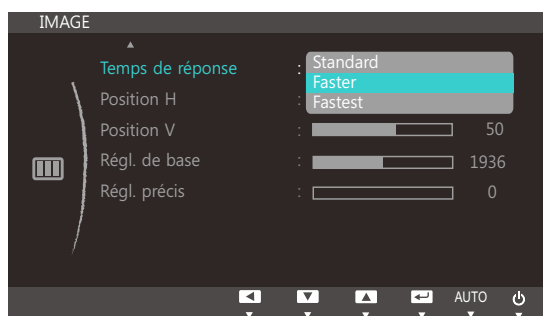 IMAGE
Temps de réponse : Standard
Faster
Position H : Fastest
Position V : 50
Régl. de base : 1936
Régl. précis : 0
AUTO